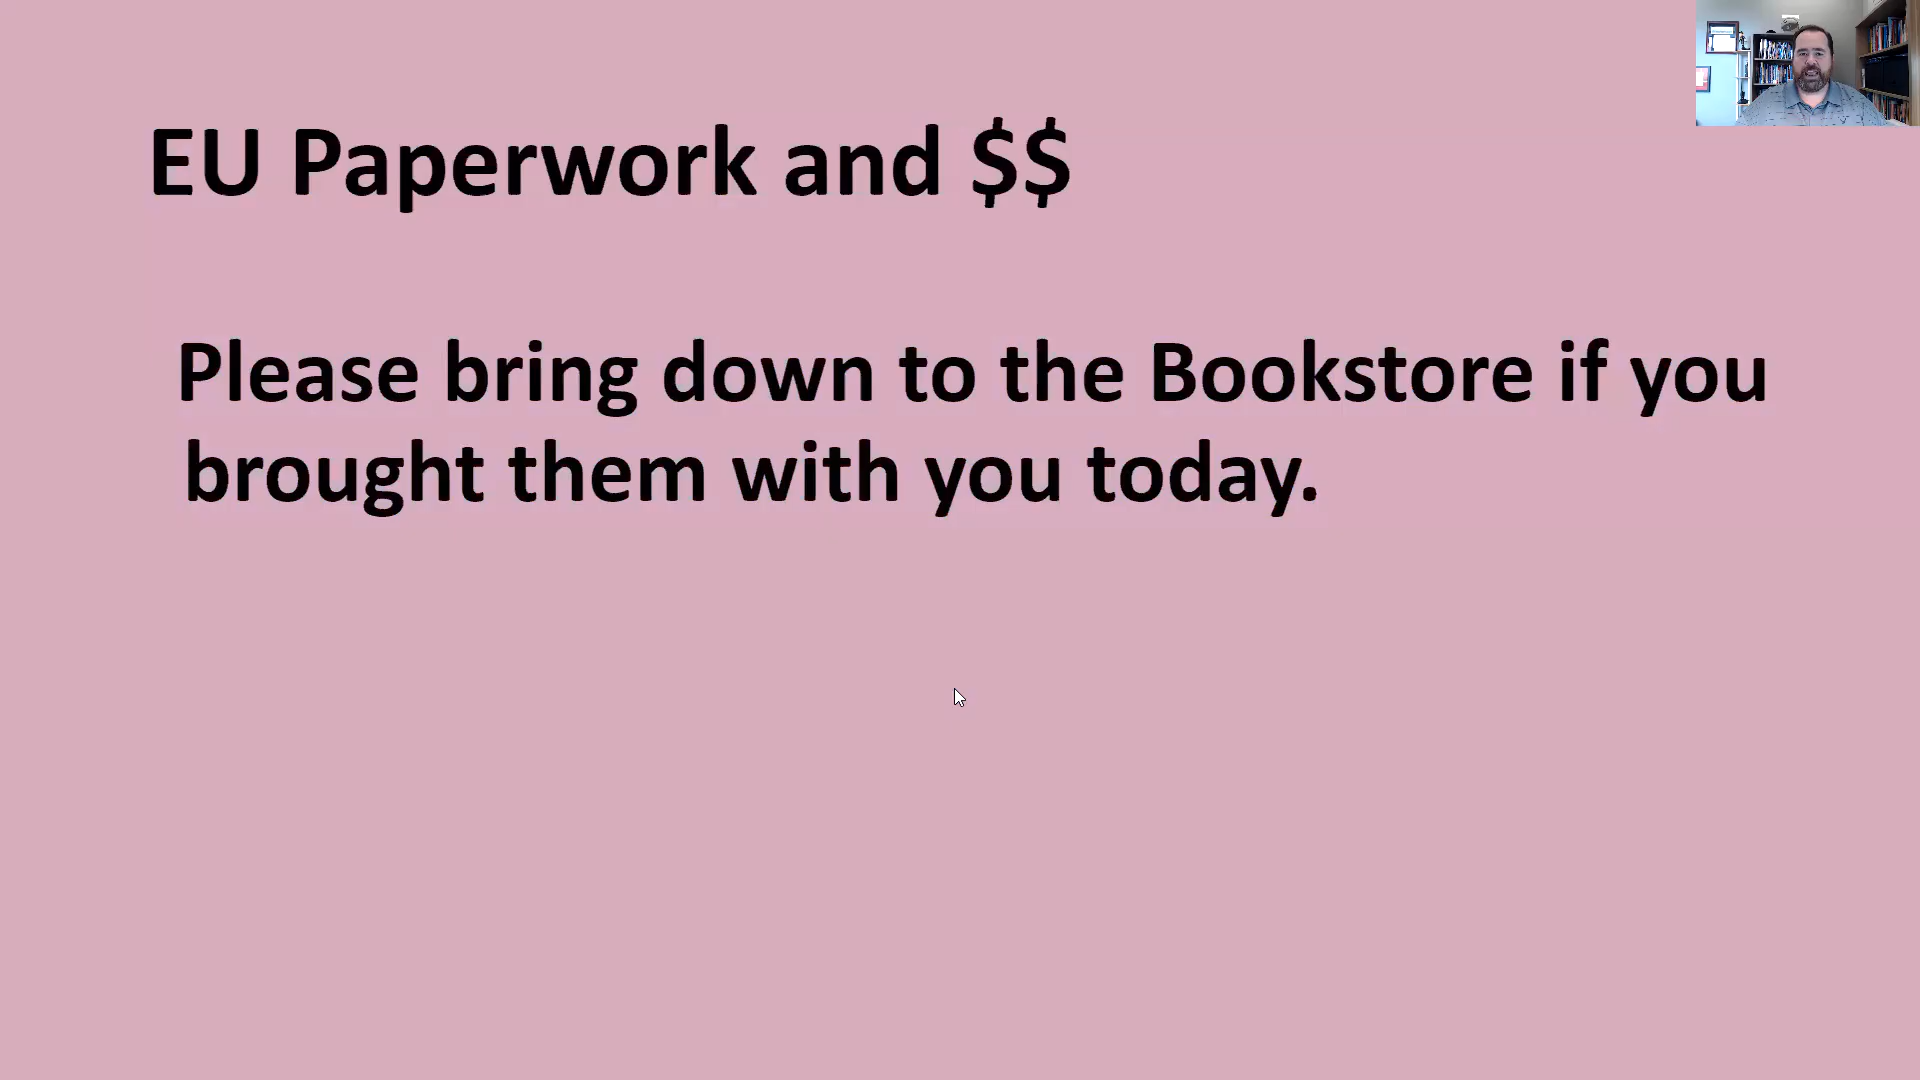 EU Paperwork and $$
Please bring down to the Bookstore if you
brought them with you today.